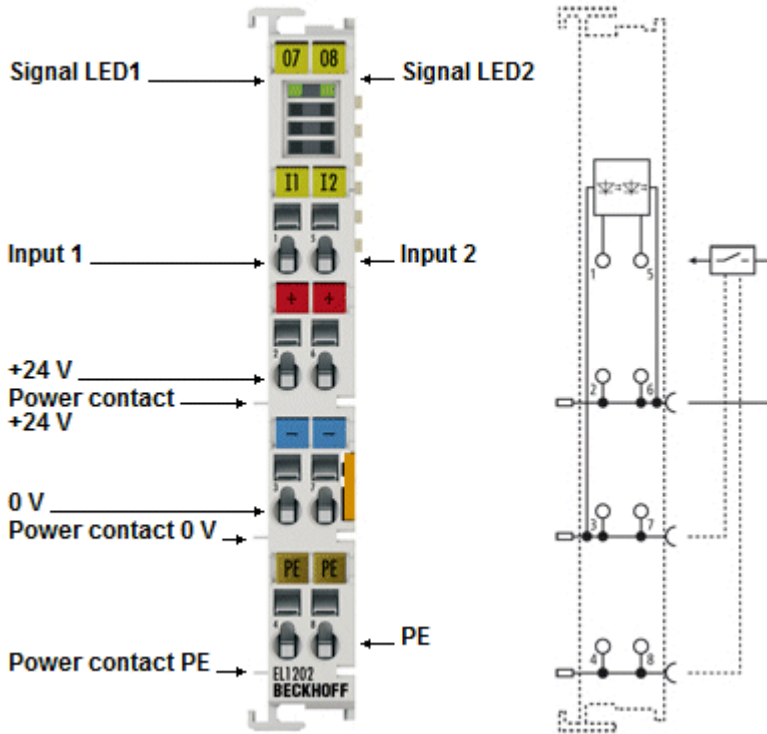 07 08
Signal LED1
Signal LED2
I1 I2
1 5
Input 1
Input 2
+ +
2 6
+24 V
Power contact
+24 V
− −
3 7
0 V
Power contact 0 V
PE PE
4 8
PE
Power contact PE
EL1202
BECKHOFF
1 5
2 6
3 7
4 8